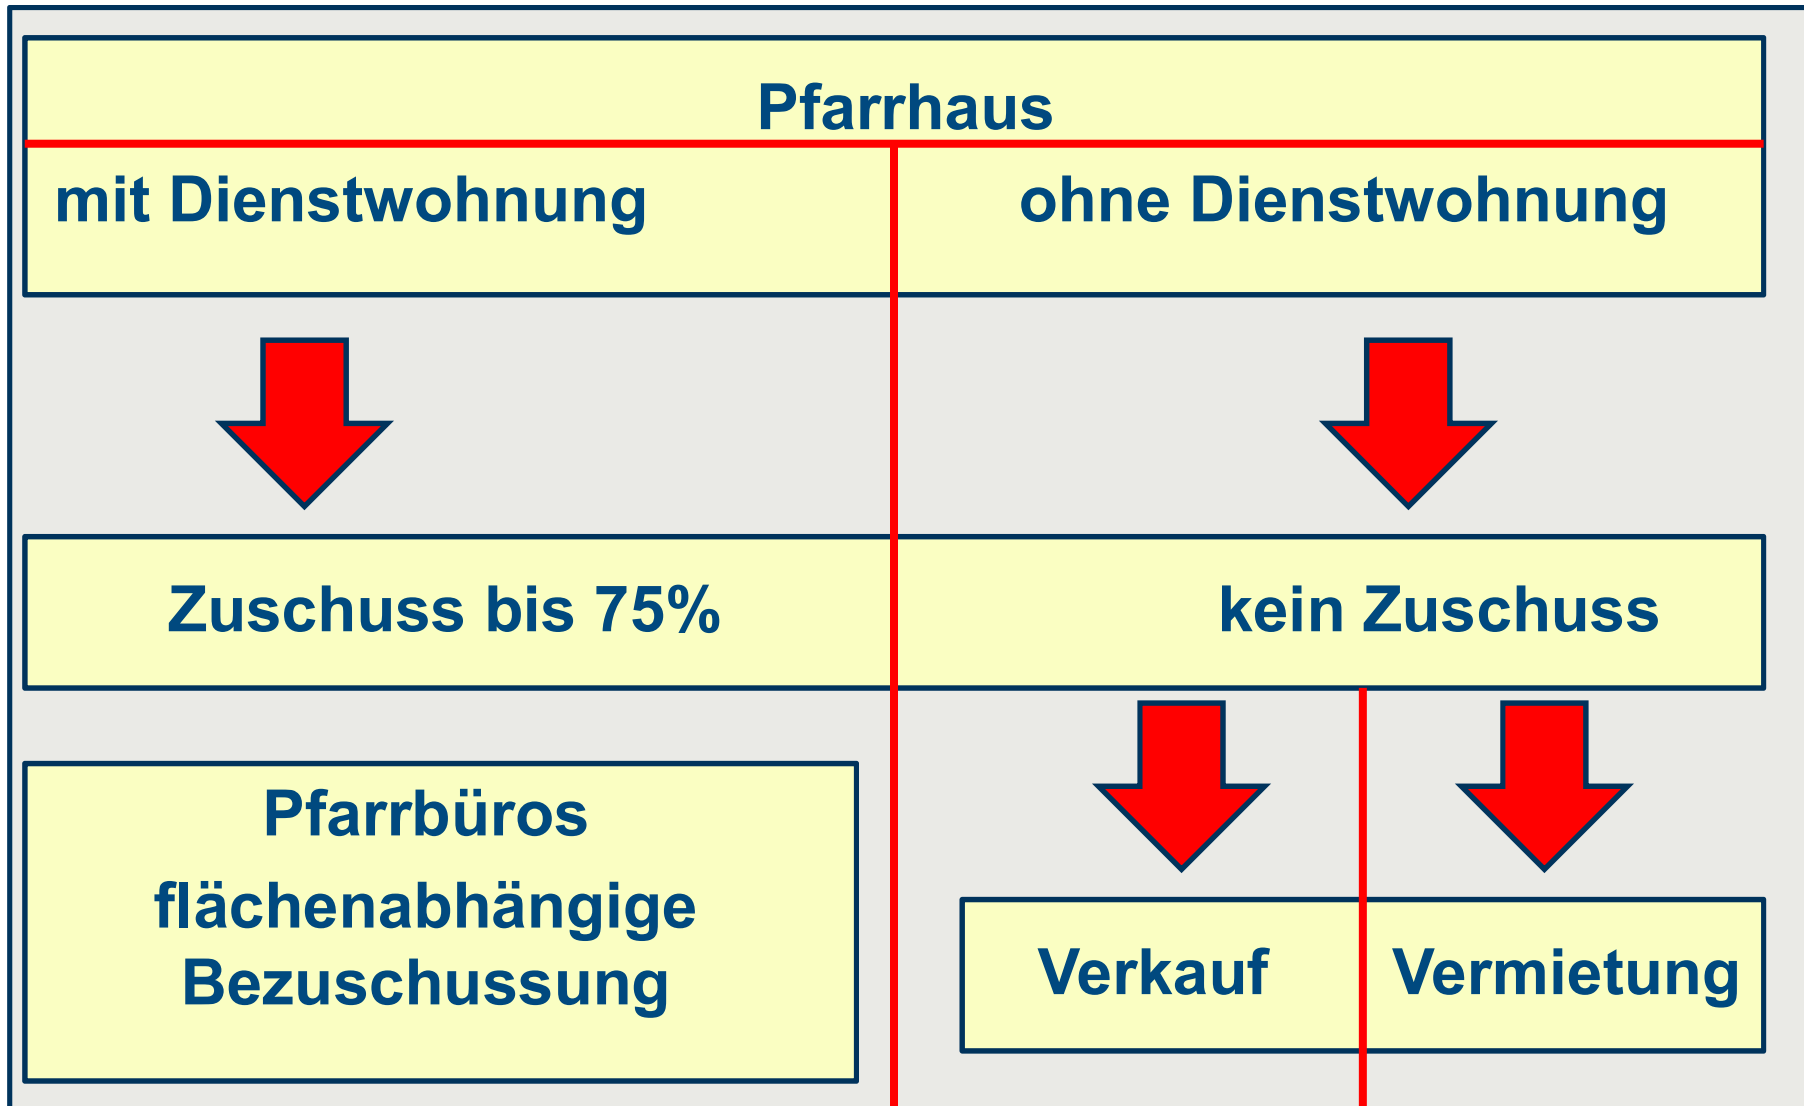 Pfarrhaus
mit Dienstwohnung
ohne Dienstwohnung
Zuschuss bis 75%
kein Zuschuss
Pfarrbüros
flächenabhängige
Bezuschussung
Verkauf
Vermietung